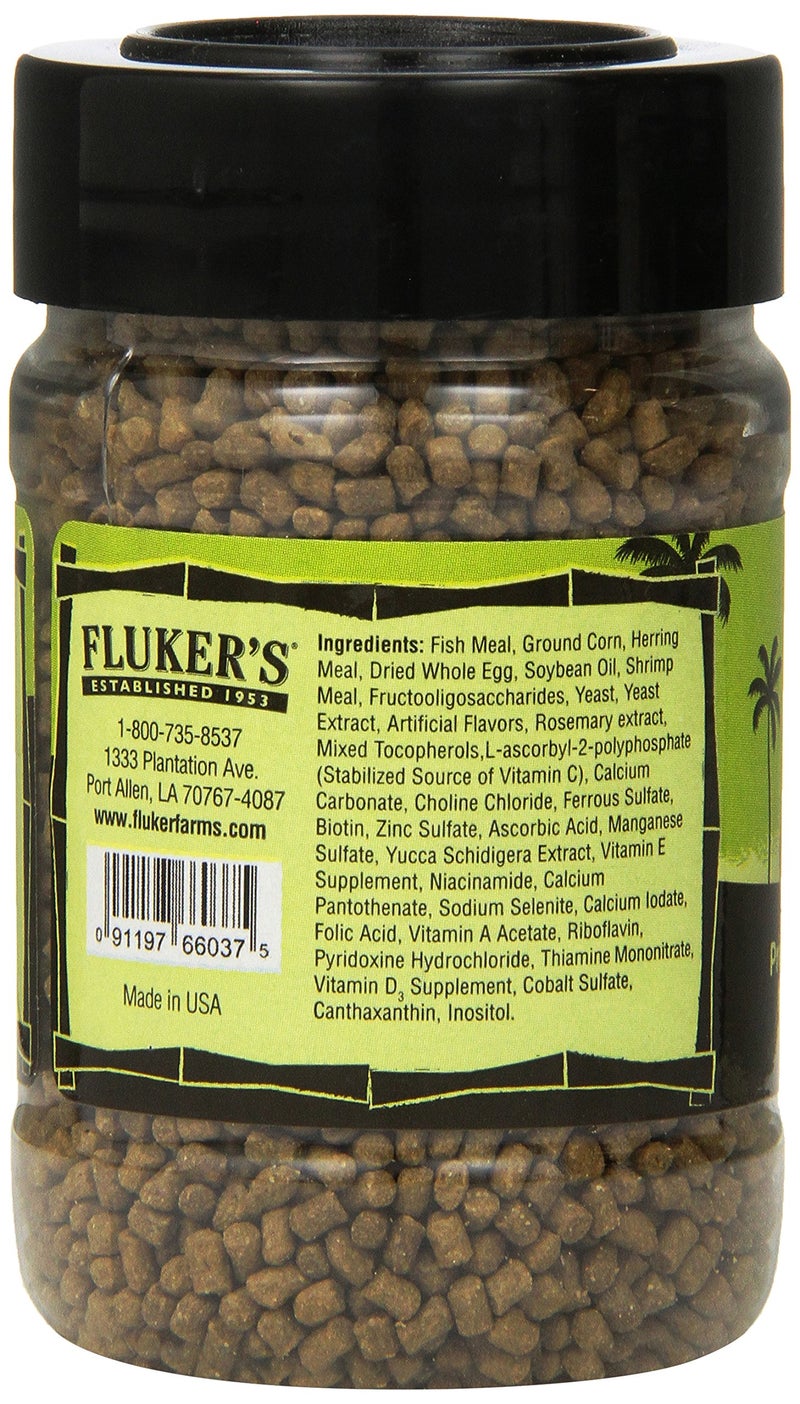 FLUKER'S®
ESTABLISHED 1953
1-800-735-8537
1333 Plantation Ave.
Port Allen, LA 70767-4087
www.flukerfarms.com
0 91197 66037 5
Made in USA
Ingredients: Fish Meal, Ground Corn, Herring
Meal, Dried Whole Egg, Soybean Oil, Shrimp
Meal, Fructooligosaccharides, Yeast, Yeast
Extract, Artificial Flavors, Rosemary extract,
Mixed Tocopherols,L-ascorbyl-2-polyphosphate
(Stabilized Source of Vitamin C), Calcium
Carbonate, Choline Chloride, Ferrous Sulfate,
Biotin, Zinc Sulfate, Ascorbic Acid, Manganese
Sulfate, Yucca Schidigera Extract, Vitamin E
Supplement, Niacinamide, Calcium
Pantothenate, Sodium Selenite, Calcium Iodate,
Folic Acid, Vitamin A Acetate, Riboflavin,
Pyridoxine Hydrochloride, Thiamine Mononitrate,
Vitamin D3 Supplement, Cobalt Sulfate,
Canthaxanthin, Inositol.